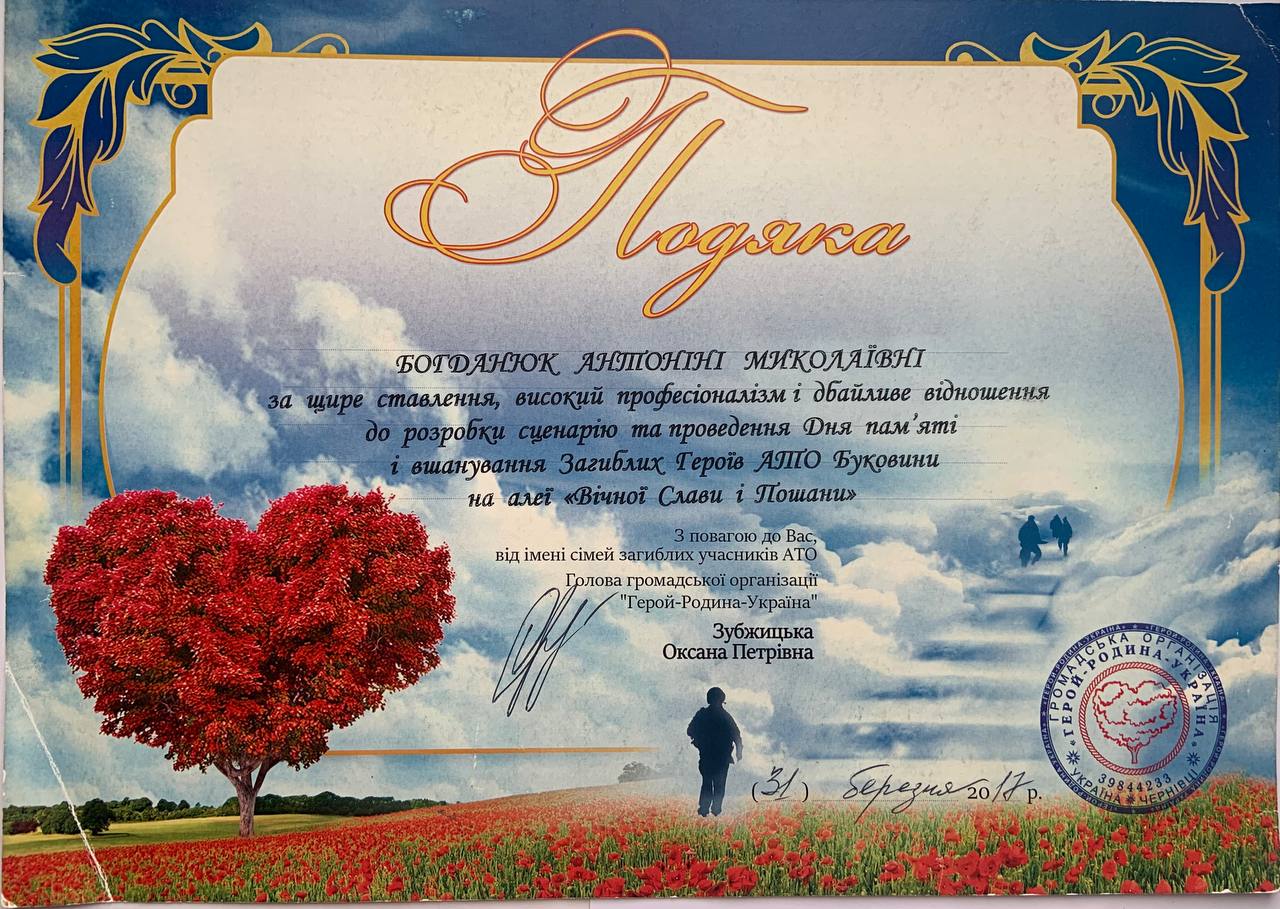 Подяка
БОГДАНЮК АНТОНІНІ МИКОЛАЇВНІ
за щире ставлення, високий професіоналізм і дбайливе відношення
до розробки сценарію та проведення Дня пам'яті
і вшанування Загиблих Героїв АТО Буковини
на алеї «Вічної Слави і Пошани»
З повагою до Вас,
від імені сімей загиблих учасників АТО
Голова громадської організації
"Герой-Родина-Україна"
Зубжицька
Оксана Петрівна
(31) березня 2017 р.
ГРОМАДСЬКА ОРГАНІЗАЦІЯ
ГЕРОЙ-РОДИНА-УКРАЇНА
39844233
УКРАЇНА * ЧЕРНІВЦІ